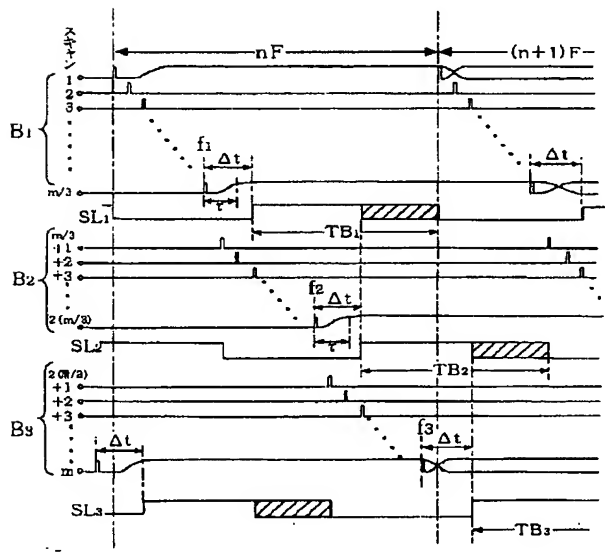 スキャン
nF
(n+1)F
1
2
3
B1
f1
Δt
Δt
m/3
τ
SL1
TB1
m/3
+1
+2
+3
B2
f2
Δt
2(m/3)
τ
SL2
TB2
+1
+2
+3
B3
i
Δt
f3
Δt
m
SL3
TB3